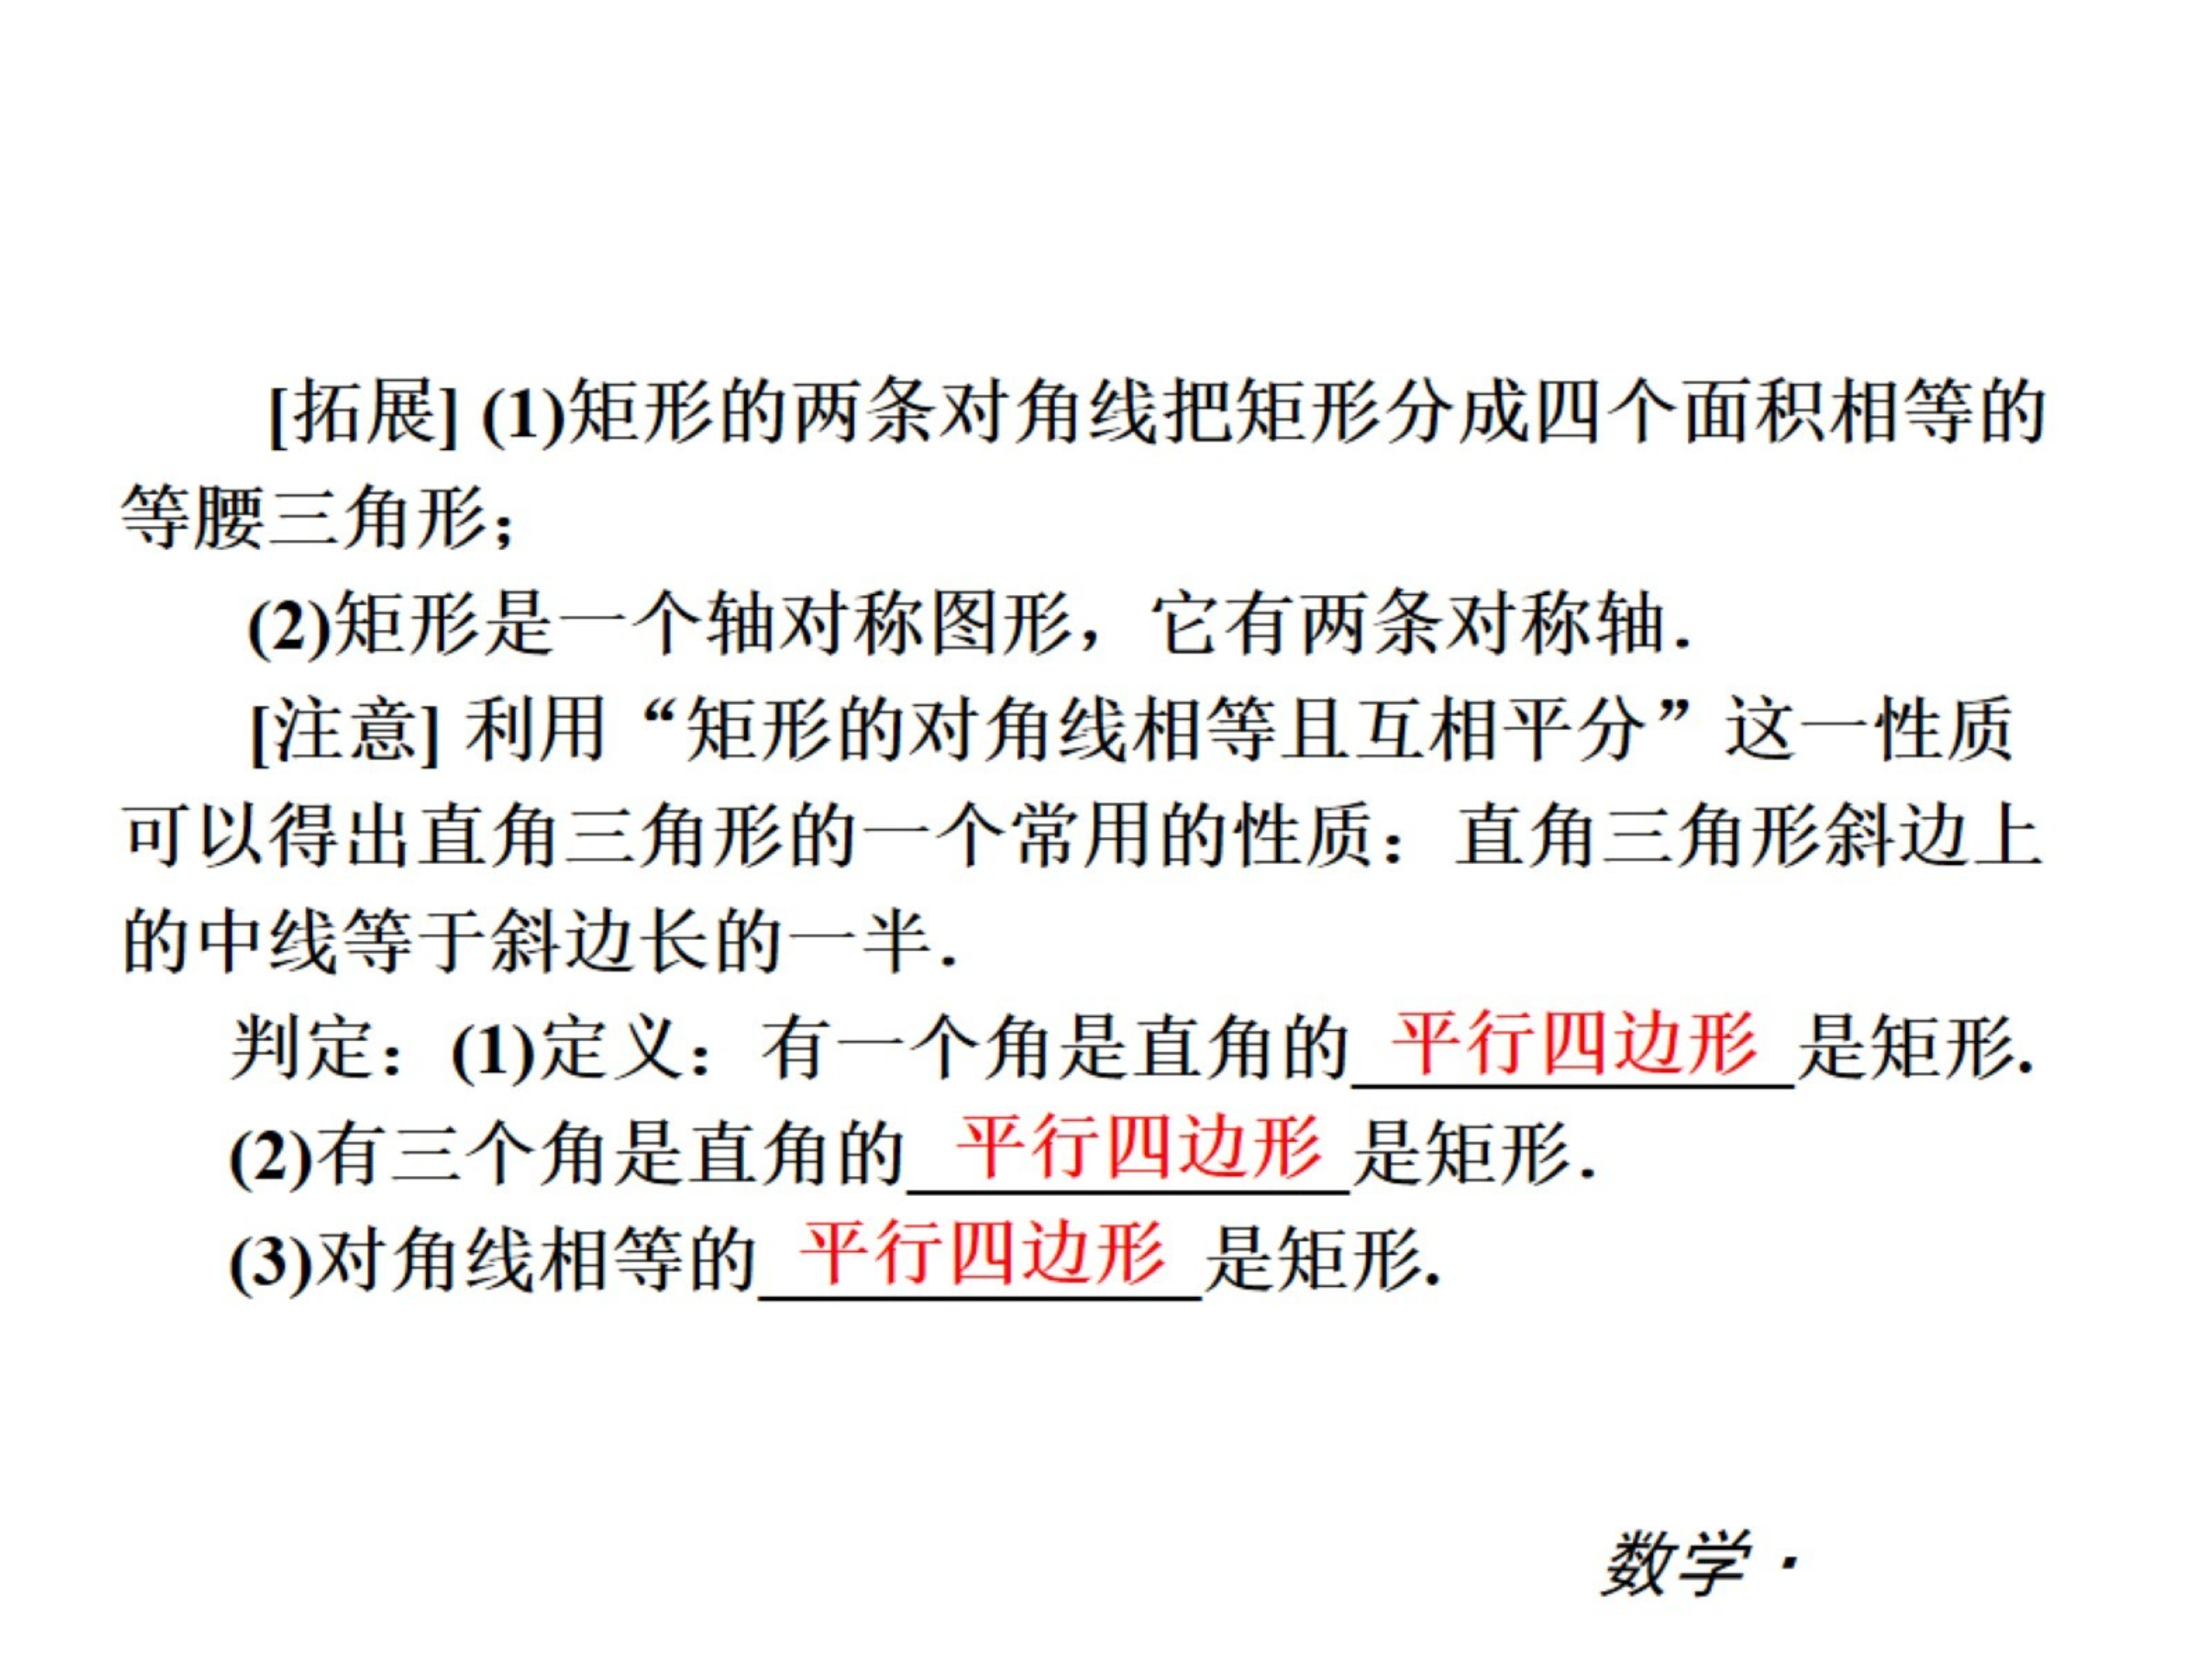 [拓展] (1)矩形的两条对角线把矩形分成四个面积相等的
等腰三角形；
(2)矩形是一个轴对称图形，它有两条对称轴．
[注意] 利用“矩形的对角线相等且互相平分”这一性质
可以得出直角三角形的一个常用的性质：直角三角形斜边上
的中线等于斜边长的一半．
判定：(1)定义：有一个角是直角的 平行四边形 是矩形.
(2)有三个角是直角的 平行四边形 是矩形．
(3)对角线相等的 平行四边形 是矩形.
数学·